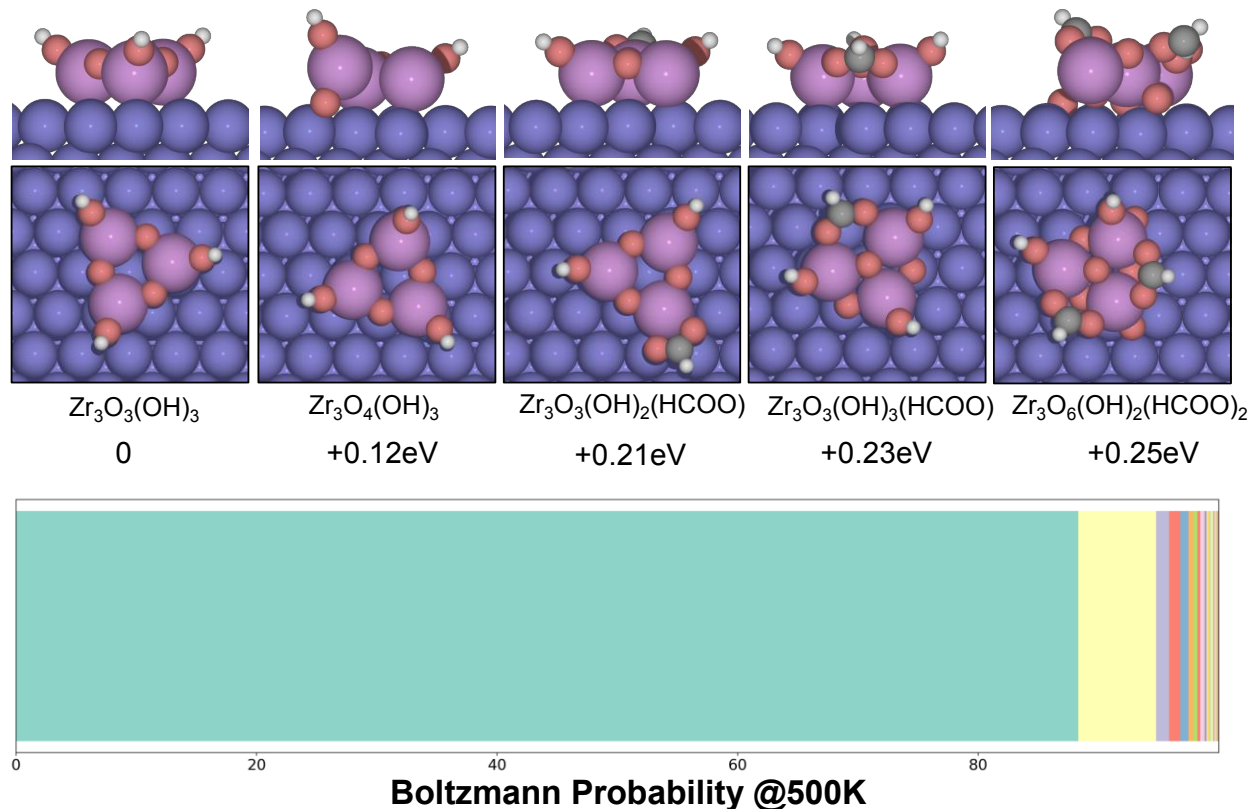 Zr3O3(OH)3 Zr3O4(OH)3 Zr3O3(OH)2(HCOO) Zr3O3(OH)3(HCOO) Zr3O6(OH)2(HCOO)2
0 +0.12eV +0.21eV +0.23eV +0.25eV
0 20 40 60 80
Boltzmann Probability @500K